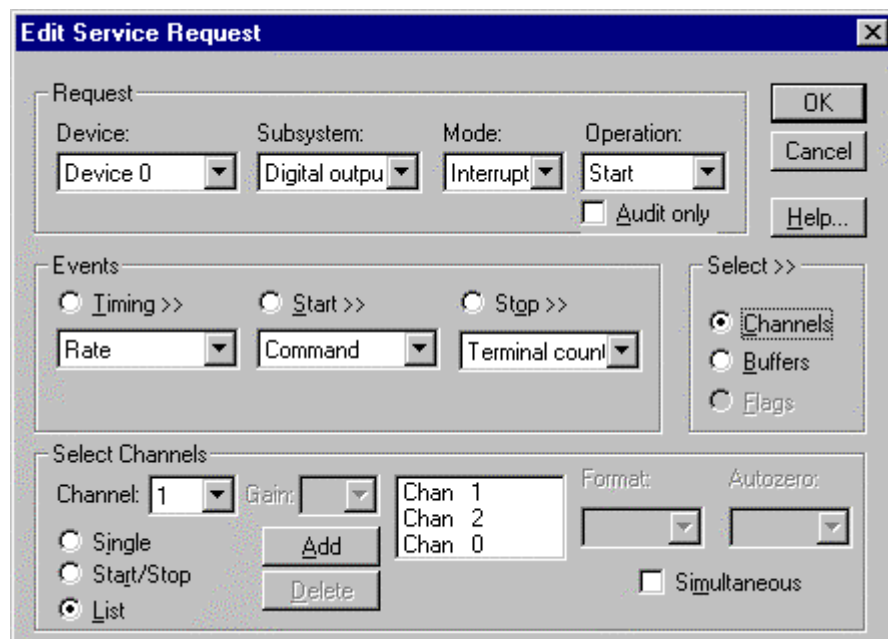 Edit Service Request
Request
Device: Subsystem: Mode: Operation:
Device 0 Digital outpu Interrupt Start
Audit only
OK
Cancel
Help...
Events
Timing >> Start >> Stop >>
Rate Command Terminal count
Select >>
Channels
Buffers
Flags
Select Channels
Channel: 1 Gain:
Single
Start/Stop
List
Add
Delete
Chan 1
Chan 2
Chan 0
Format: Autozero:
Simultaneous